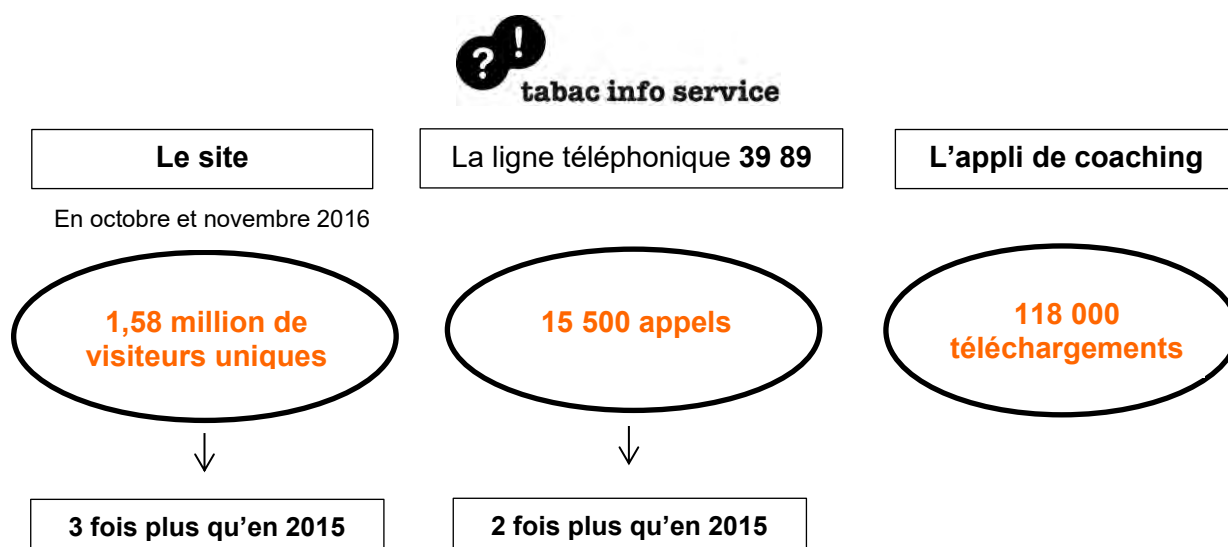 ? !
tabac info service
Le site
La ligne téléphonique 39 89
L'appli de coaching
En octobre et novembre 2016
1,58 million de
visiteurs uniques
15 500 appels
118 000
téléchargements
3 fois plus qu'en 2015
2 fois plus qu'en 2015